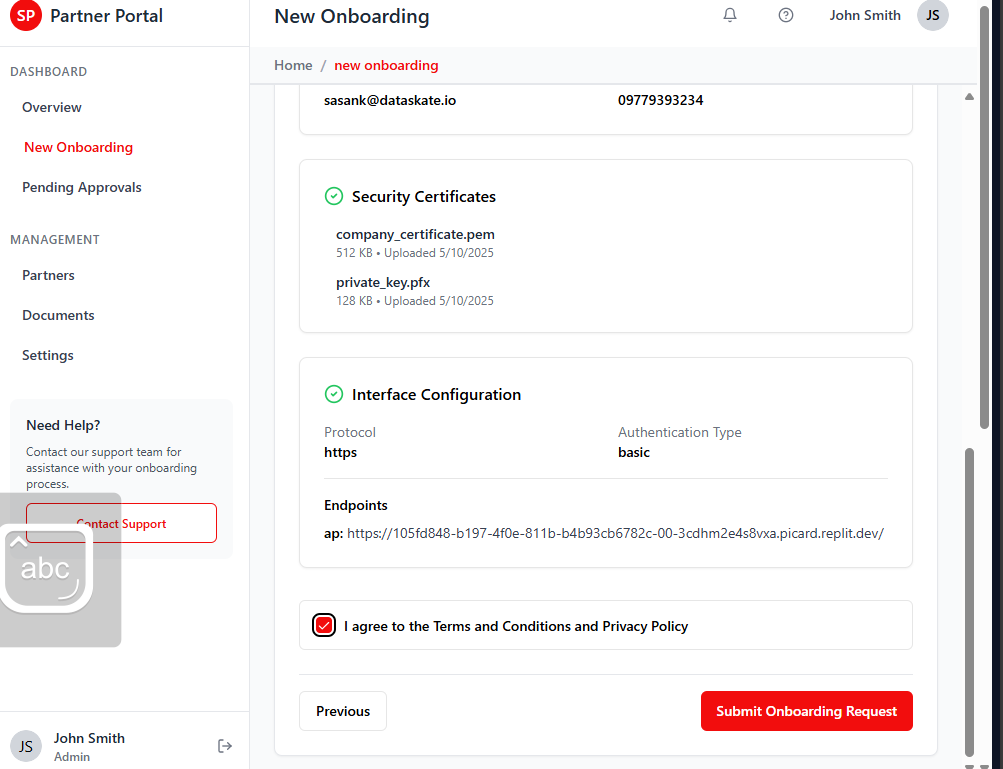 SP Partner Portal
New Onboarding
John Smith
JS
Home / new onboarding
DASHBOARD
Overview
New Onboarding
Pending Approvals
MANAGEMENT
Partners
Documents
Settings
Need Help?
Contact our support team for
assistance with your onboarding
process.
Contact Support
abc
JS
John Smith
Admin
sasank@dataskate.io
09779393234
Security Certificates
company_certificate.pem
512 KB • Uploaded 5/10/2025
private_key.pfx
128 KB • Uploaded 5/10/2025
Interface Configuration
Protocol
https
Authentication Type
basic
Endpoints
ap: https://105fd848-b197-4f0e-811b-b4b93cb6782c-00-3cdhm2e4s8vxa.picard.replit.dev/
I agree to the Terms and Conditions and Privacy Policy
Previous
Submit Onboarding Request